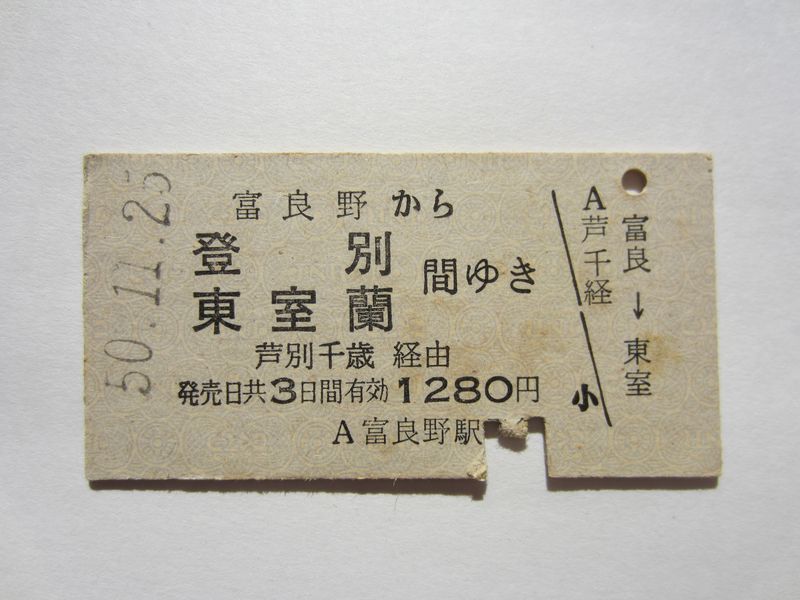 50.11.25
富良野から
登別
東室蘭
間ゆき
芦別千歳 経由
発売日共3日間有効 1280円
A富良野駅
A芦千経
富良→東室
小